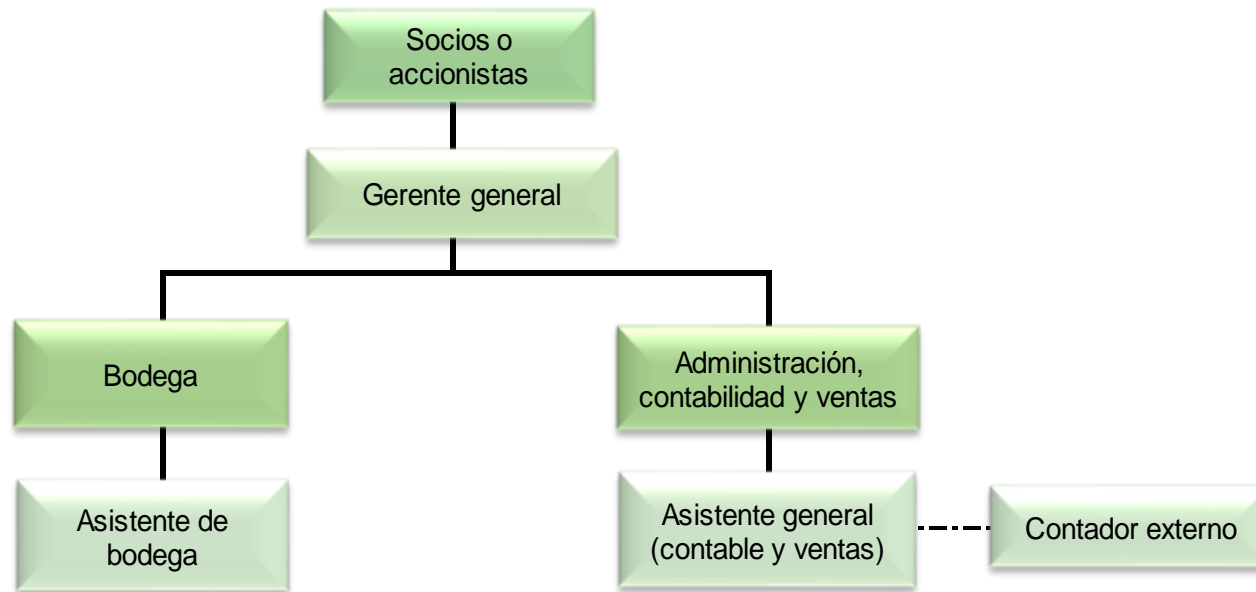 Socios o
accionistas
Gerente general
Bodega
Administración,
contabilidad y ventas
Asistente de
bodega
Asistente general
(contable y ventas)
Contador externo